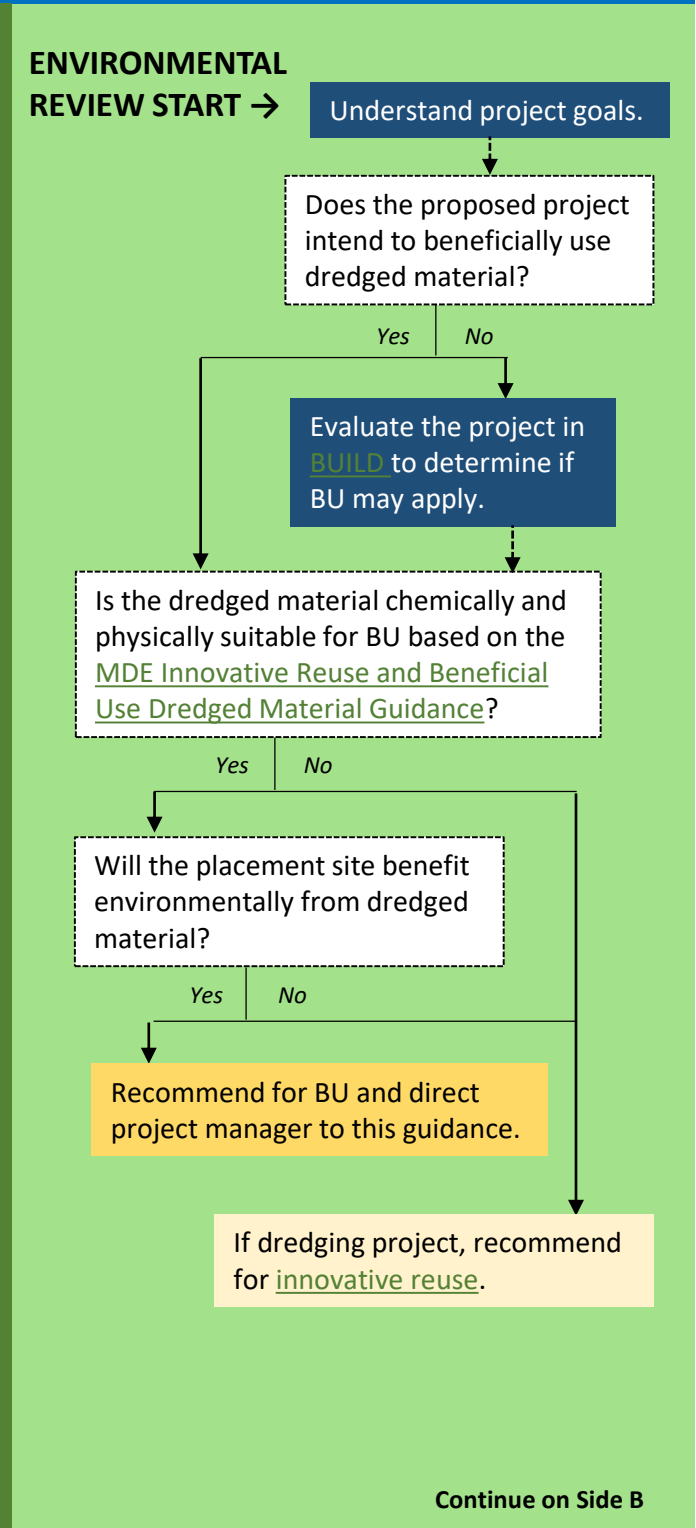 ENVIRONMENTAL
REVIEW START →
Understand project goals.
Does the proposed project
intend to beneficially use
dredged material?
Yes
No
Evaluate the project in
BUILD to determine if
BU may apply.
Is the dredged material chemically and
physically suitable for BU based on the
MDE Innovative Reuse and Beneficial
Use Dredged Material Guidance?
Yes
No
Will the placement site benefit
environmentally from dredged
material?
Yes
No
Recommend for BU and direct
project manager to this guidance.
If dredging project, recommend
for innovative reuse.
Continue on Side B